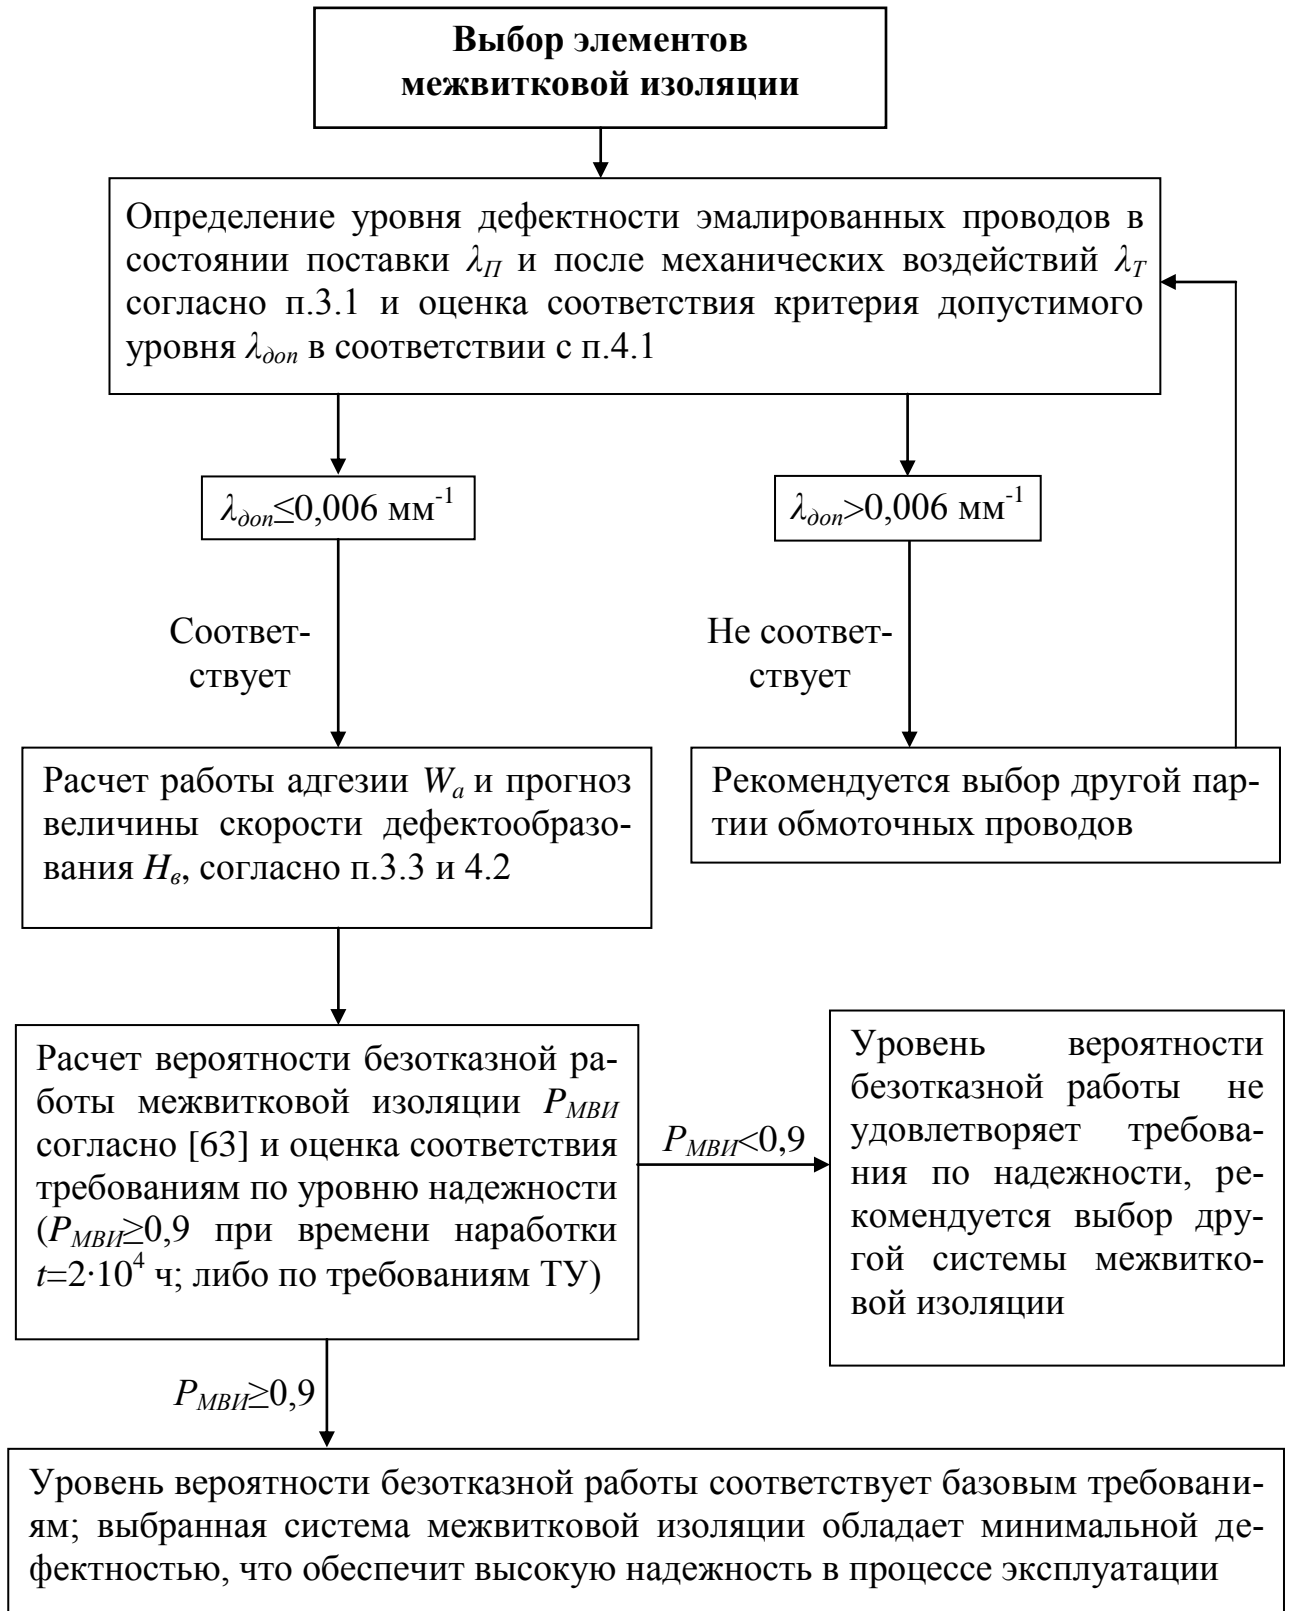 Выбор элементов
межвитковой изоляции
Определение уровня дефектности эмалированных проводов в
состоянии поставки λП и после механических воздействий λТ
согласно п.3.1 и оценка соответствия критерия допустимого
уровня λдоп в соответствии с п.4.1
λдоп≤0,006 мм⁻¹
λдоп>0,006 мм⁻¹
Соответ-
ствует
Не соответ-
ствует
Расчет работы адгезии Wа и прогноз
величины скорости дефектообразо-
вания Hв, согласно п.3.3 и 4.2
Рекомендуется выбор другой пар-
тии обмоточных проводов
Расчет вероятности безотказной ра-
боты межвитковой изоляции РМВИ
согласно [63] и оценка соответствия
требованиям по уровню надежности
(РМВИ≥0,9 при времени наработки
t=2·10⁴ ч; либо по требованиям ТУ)
РМВИ<0,9
Уровень вероятности
безотказной работы не
удовлетворяет требова-
ния по надежности, ре-
комендуется выбор дру-
гой системы межвитко-
вой изоляции
РМВИ≥0,9
Уровень вероятности безотказной работы соответствует базовым требовани-
ям; выбранная система межвитковой изоляции обладает минимальной де-
фектностью, что обеспечит высокую надежность в процессе эксплуатации